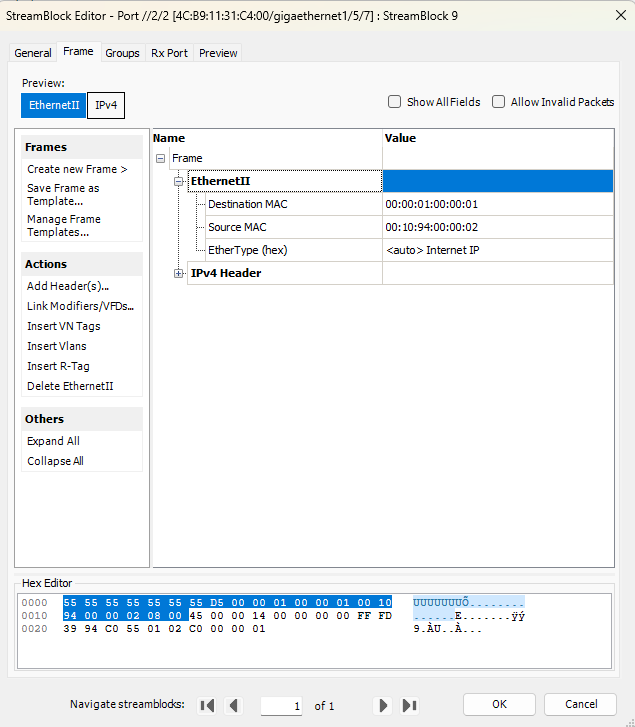 StreamBlock Editor - Port //2/2 [4C:B9:11:31:C4:00/gigaethernet1/5/7] : StreamBlock 9
General Frame Groups Rx Port Preview
Preview:
EthernetII IPv4
Show All Fields Allow Invalid Packets
Frames
Create new Frame >
Save Frame as
Template...
Manage Frame
Templates...
Actions
Add Header(s)...
Link Modifiers/VFDs...
Insert VN Tags
Insert Vlans
Insert R-Tag
Delete EthernetII
Others
Expand All
Collapse All
Name Value
Frame
EthernetII
Destination MAC 00:00:01:00:00:01
Source MAC 00:10:94:00:00:02
EtherType (hex) <auto> Internet IP
IPv4 Header
Hex Editor
0000 55 55 55 55 55 55 55 D5 00 00 01 00 00 01 00 10 UUUUUUUÕ........
0010 94 00 00 02 08 00 45 00 00 14 00 00 00 00 FF FD ......E.......ÿý
0020 39 94 C0 55 01 02 C0 00 00 01 9.ÀU..À...
Navigate streamblocks: 1 of 1 OK Cancel